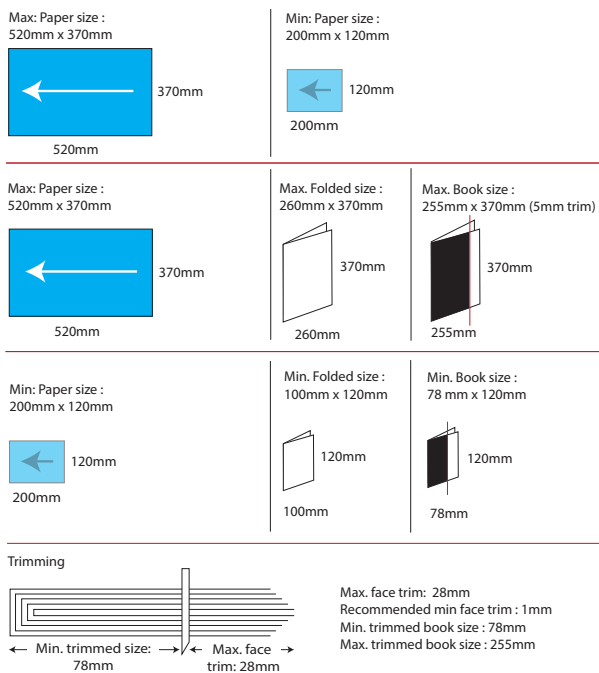 Max: Paper size :
520mm x 370mm
370mm
520mm
Min: Paper size :
200mm x 120mm
120mm
200mm
Max: Paper size :
520mm x 370mm
370mm
520mm
Max. Folded size :
260mm x 370mm
370mm
260mm
Max. Book size :
255mm x 370mm (5mm trim)
370mm
255mm
Min: Paper size :
200mm x 120mm
120mm
200mm
Min. Folded size :
100mm x 120mm
120mm
100mm
Min. Book size :
78 mm x 120mm
120mm
78mm
Trimming
Min. trimmed size:
78mm
Max. face
trim: 28mm
Max. face trim: 28mm
Recommended min face trim : 1mm
Min. trimmed book size : 78mm
Max. trimmed book size : 255mm